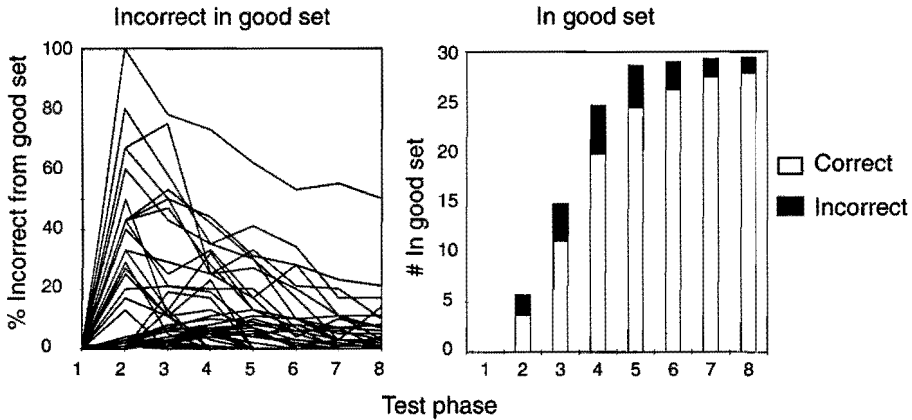 Incorrect in good set
% Incorrect from good set
100
80
60
40
20
0
1 2 3 4 5 6 7 8
In good set
# In good set
30
25
20
15
10
5
0
1 2 3 4 5 6 7 8
Correct
Incorrect
Test phase